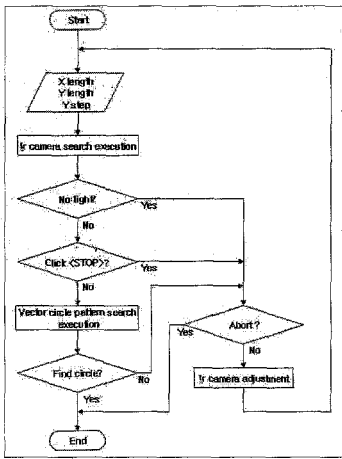 Start
X length
Y length
Y step
Ir camera search execution
No light?
Yes
No
Click <STOP>?
Yes
No
Vector circle pattern search
execution
Abort?
Yes
No
Find circle?
No
Yes
Ir camera adjustment
End